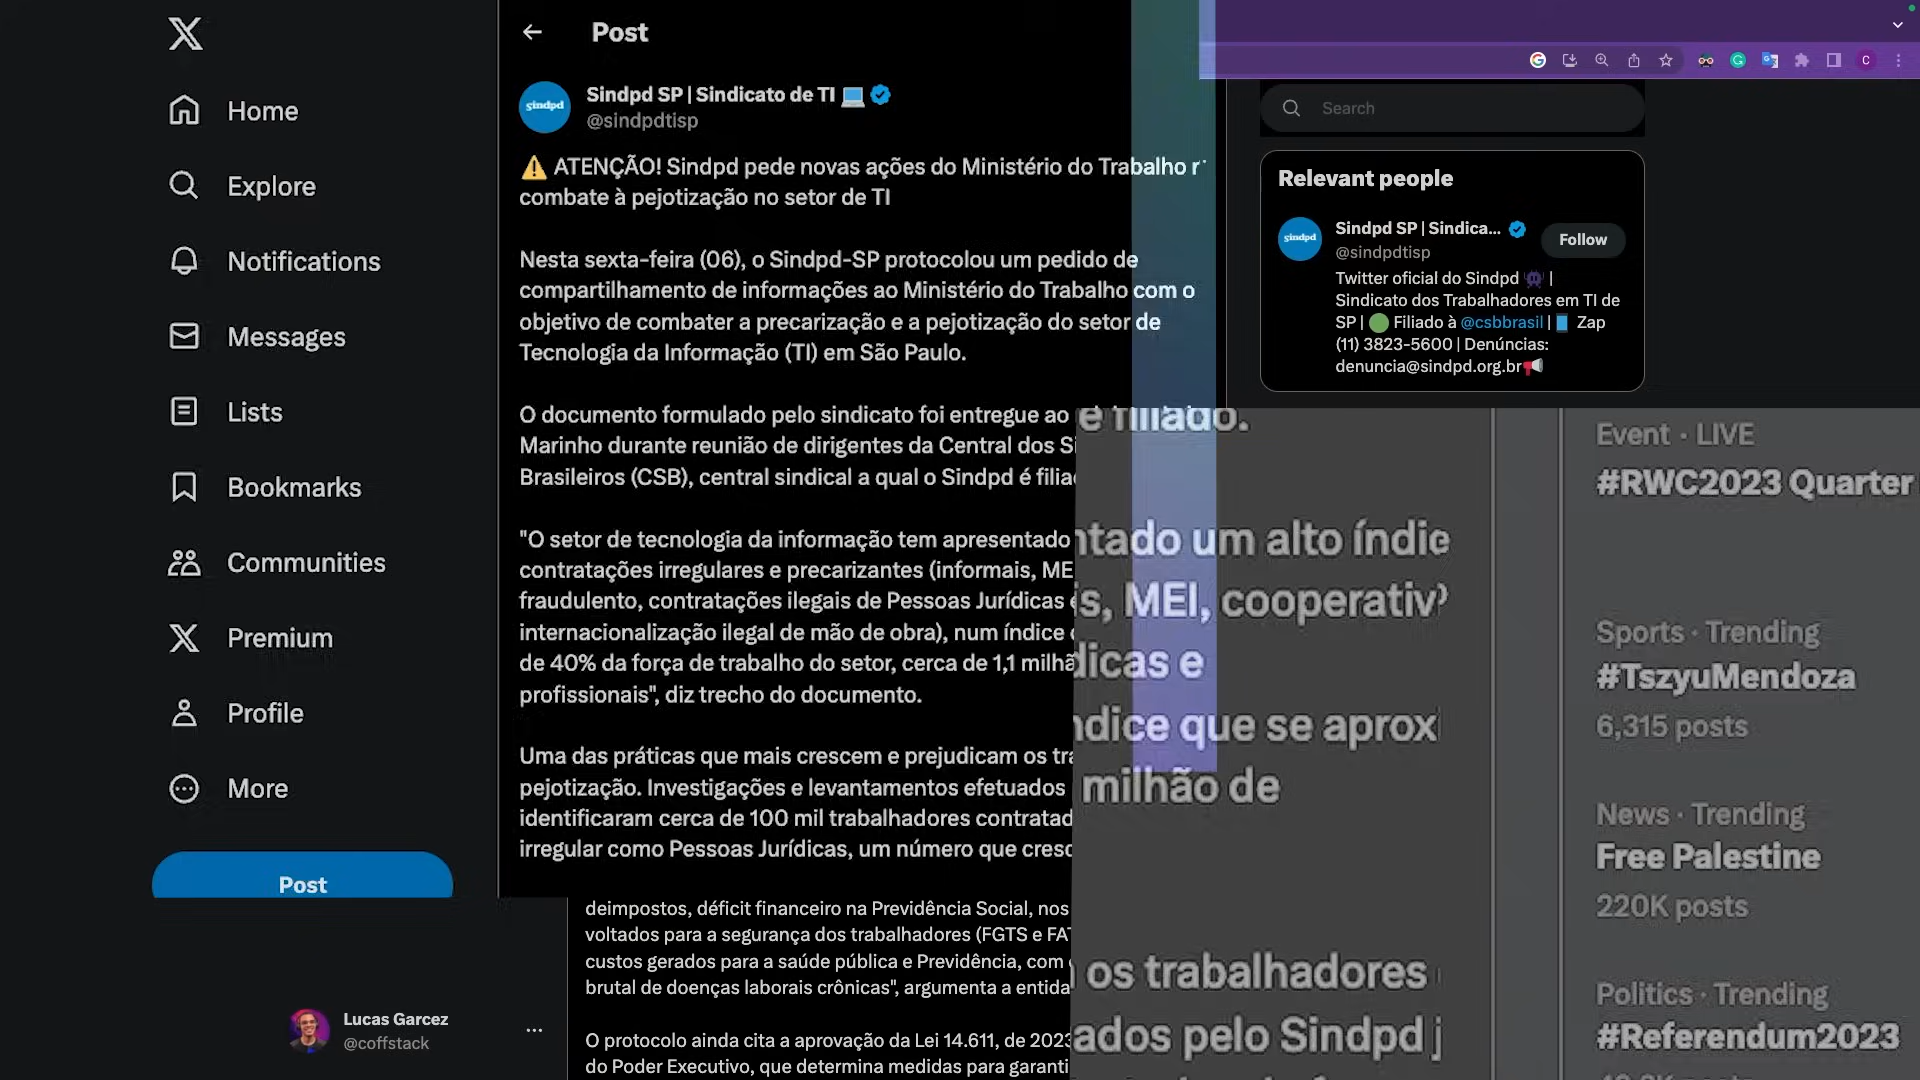 Post
Home
Explore
Notifications
Messages
Lists
Bookmarks
Communities
Premium
Profile
More
Post
Lucas Garcez
@coffstack
sindpd
Sindpd SP | Sindicato de TI
@sindpdtisp
⚠️ ATENÇÃO! Sindpd pede novas ações do Ministério do Trabalho
combate à pejotização no setor de TI
Nesta sexta-feira (06), o Sindpd-SP protocolou um pedido de
compartilhamento de informações ao Ministério do Trabalho com o
objetivo de combater a precarização e a pejotização do setor de
Tecnologia da Informação (TI) em São Paulo.
O documento formulado pelo sindicato foi entregue ao
Marinho durante reunião de dirigentes da Central dos
Brasileiros (CSB), central sindical a qual o Sindpd é
"O setor de tecnologia da informação tem apresentado
contratações irregulares e precarizantes (informais,
fraudulento, contratações ilegais de Pessoas Jurídicas
internacionalização ilegal de mão de obra), num índice
de 40% da força de trabalho do setor, cerca de 1,1
profissionais", diz trecho do documento.
Uma das práticas que mais crescem e prejudicam os
pejotização. Investigações e levantamentos efetuados
identificaram cerca de 100 mil trabalhadores
irregular como Pessoas Jurídicas, um número que
deimpostos, déficit financeiro na Previdência Social, nos
voltados para a segurança dos trabalhadores (FGTS e
custos gerados para a saúde pública e Previdência, com
brutal de doenças laborais crônicas", argumenta a
O protocolo ainda cita a aprovação da Lei 14.611, de 2023
do Poder Executivo, que determina medidas para
é filiado.
um alto
MEI,
e
que se
milhão de
os trabalhadores
pelo Sindpd
C
Search
Relevant people
sindpd
Sindpd SP | Sindica...
Follow
@sindpdtisp
Twitter oficial do Sindpd |
Sindicato dos Trabalhadores em TI de
SP | Filiado à @csbbrasil | Zap
(11) 3823-5600 | Denúncias:
denuncia@sindpd.org.br
Event · LIVE
#RWC2023 Quarter
Sports · Trending
#TszyuMendoza
6,315 posts
News · Trending
Free Palestine
220K posts
Politics · Trending
#Referendum2023